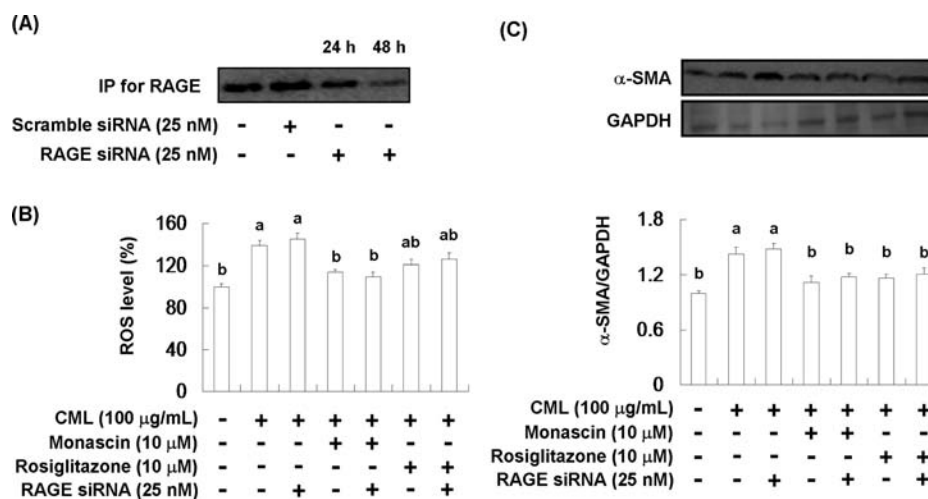 (A)
24 h 48 h
IP for RAGE
Scramble siRNA (25 nM) - + - -
RAGE siRNA (25 nM) - - + +
(B)
ROS level (%)
160
120
80
40
0
b a a b b ab ab
CML (100 μg/mL) - + + + + + +
Monascin (10 μM) - - - + + - -
Rosiglitazone (10 μM) - - - - - + +
RAGE siRNA (25 nM) - - + - + - +
(C)
α-SMA
GAPDH
α-SMA/GAPDH
1.8
1.2
0.6
0
b a a b b b b
CML (100 μg/mL) - + + + + + +
Monascin (10 μM) - - - + + - -
Rosiglitazone (10 μM) - - - - - + +
RAGE siRNA (25 nM) - - + - + - +